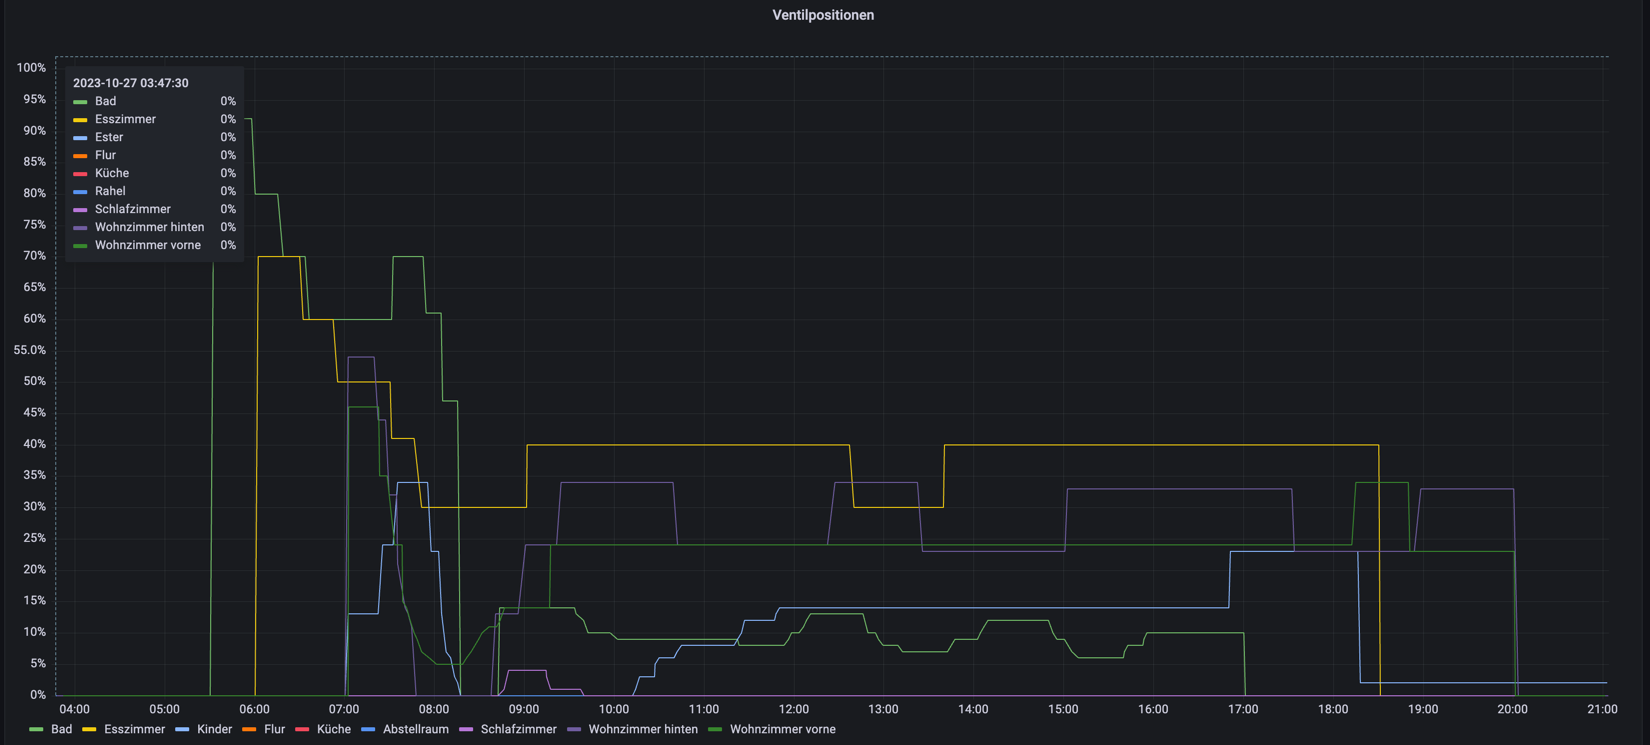 Ventilpositionen
100%
95%
90%
85%
80%
75%
70%
65%
60%
55.0%
50%
45%
40%
35%
30%
25%
20%
15%
10%
5%
0%
2023-10-27 03:47:30
Bad 0%
Esszimmer 0%
Ester 0%
Flur 0%
Küche 0%
Rahel 0%
Schlafzimmer 0%
Wohnzimmer hinten 0%
Wohnzimmer vorne 0%
04:00 05:00 06:00 07:00 08:00 09:00 10:00 11:00 12:00 13:00 14:00 15:00 16:00 17:00 18:00 19:00 20:00 21:00
Bad Esszimmer Kinder Flur Küche Abstellraum Schlafzimmer Wohnzimmer hinten Wohnzimmer vorne